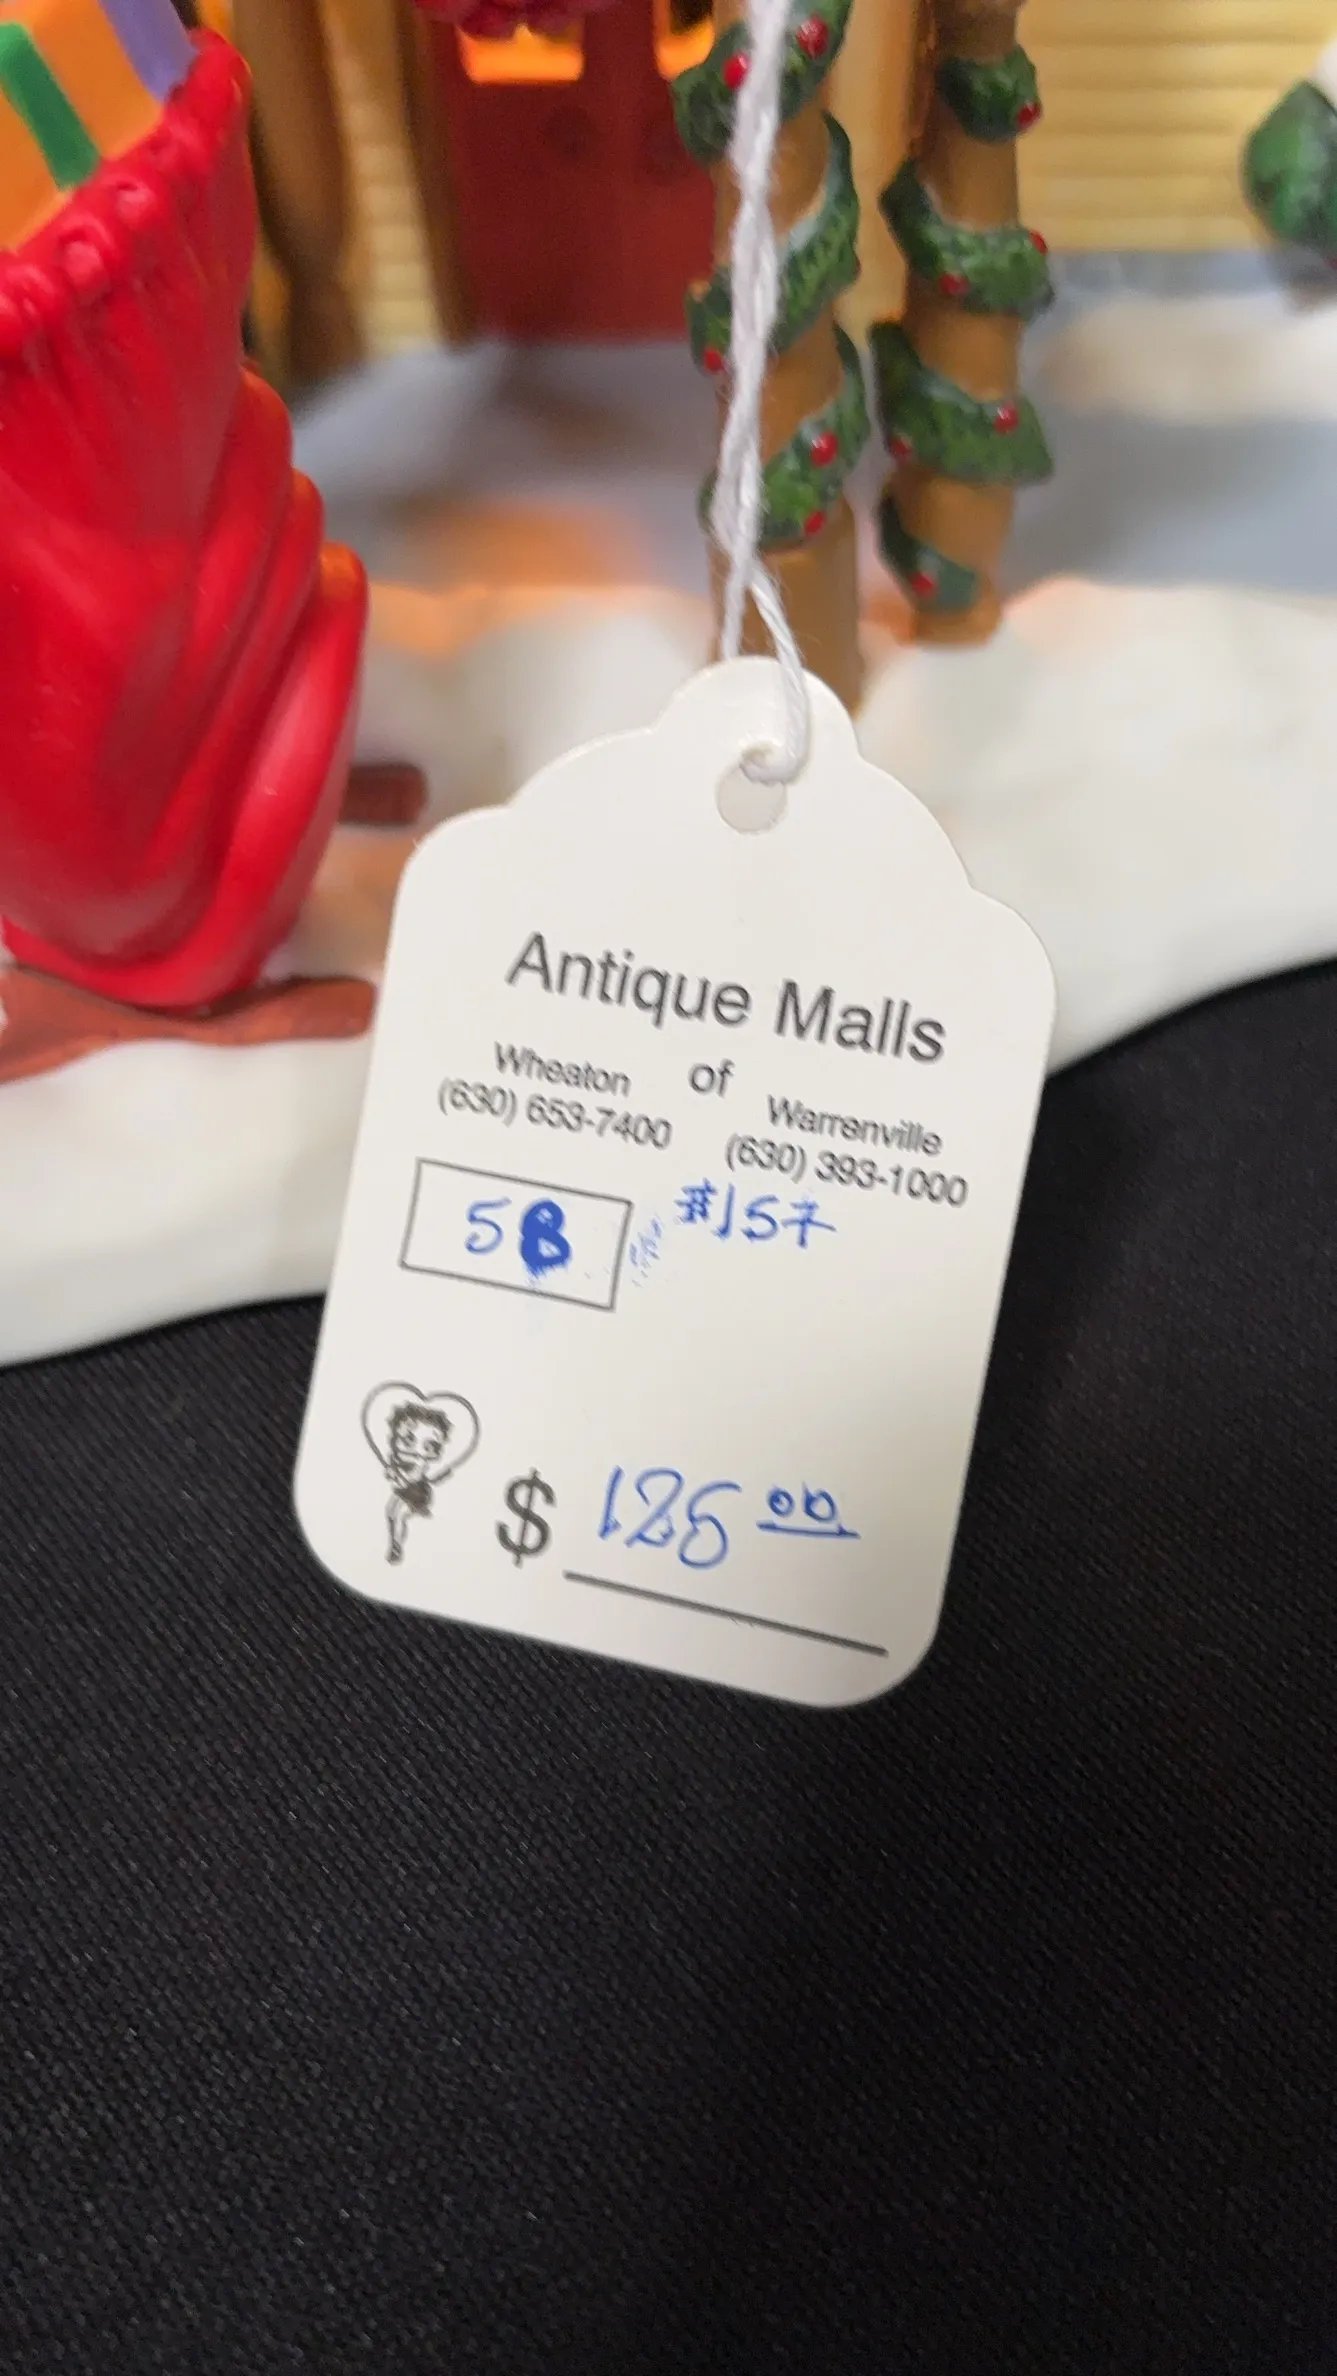 Antique Malls
of
Wheaton
(630) 653-7400
Warrenville
(630) 393-1000
58
#157
$ 125 00